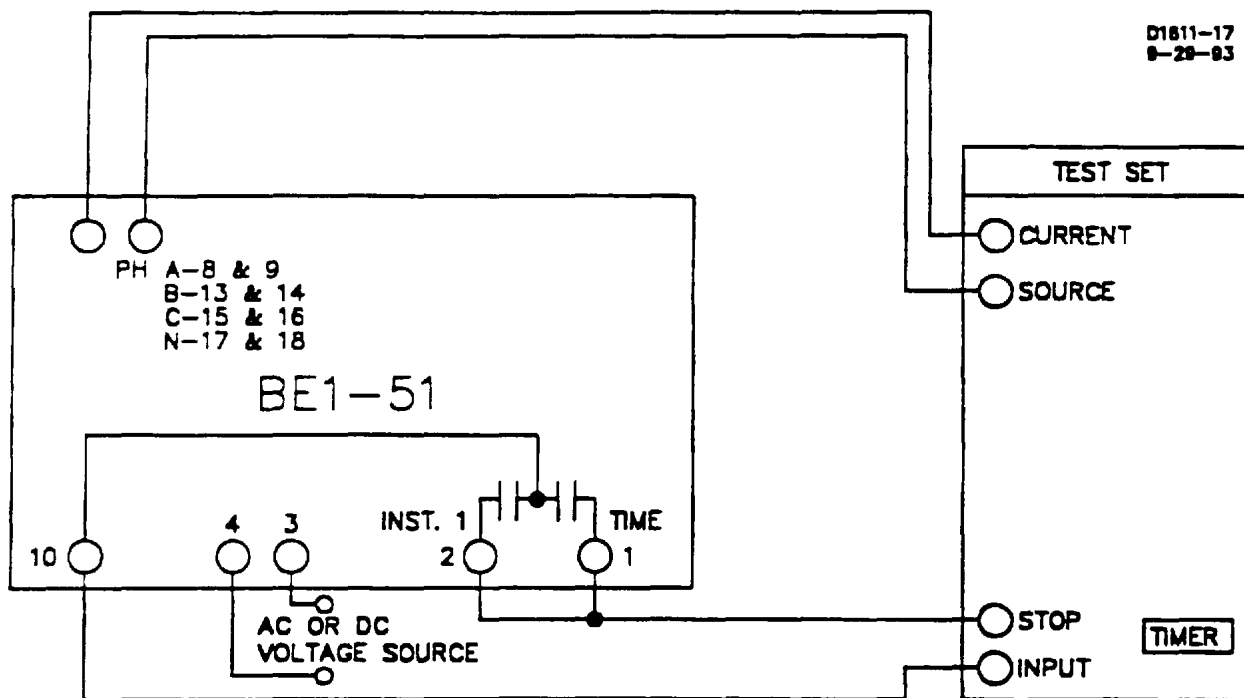 D1611-17
9-29-93
TEST SET
CURRENT
SOURCE
PH A-8 & 9
B-13 & 14
C-15 & 16
N-17 & 18
BE1-51
INST. 1
TIME
10
4
3
2
1
AC OR DC
VOLTAGE SOURCE
STOP
TIMER
INPUT